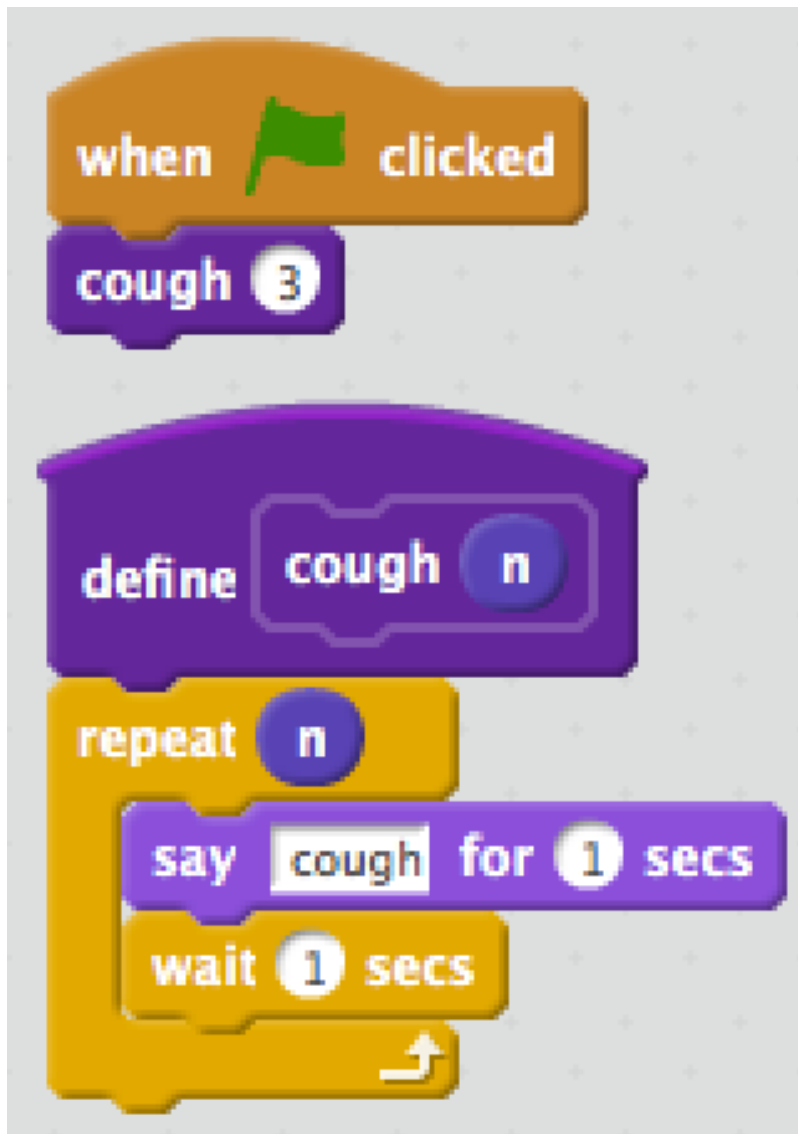 when clicked
cough 3
define cough n
repeat n
say cough for 1 secs
wait 1 secs